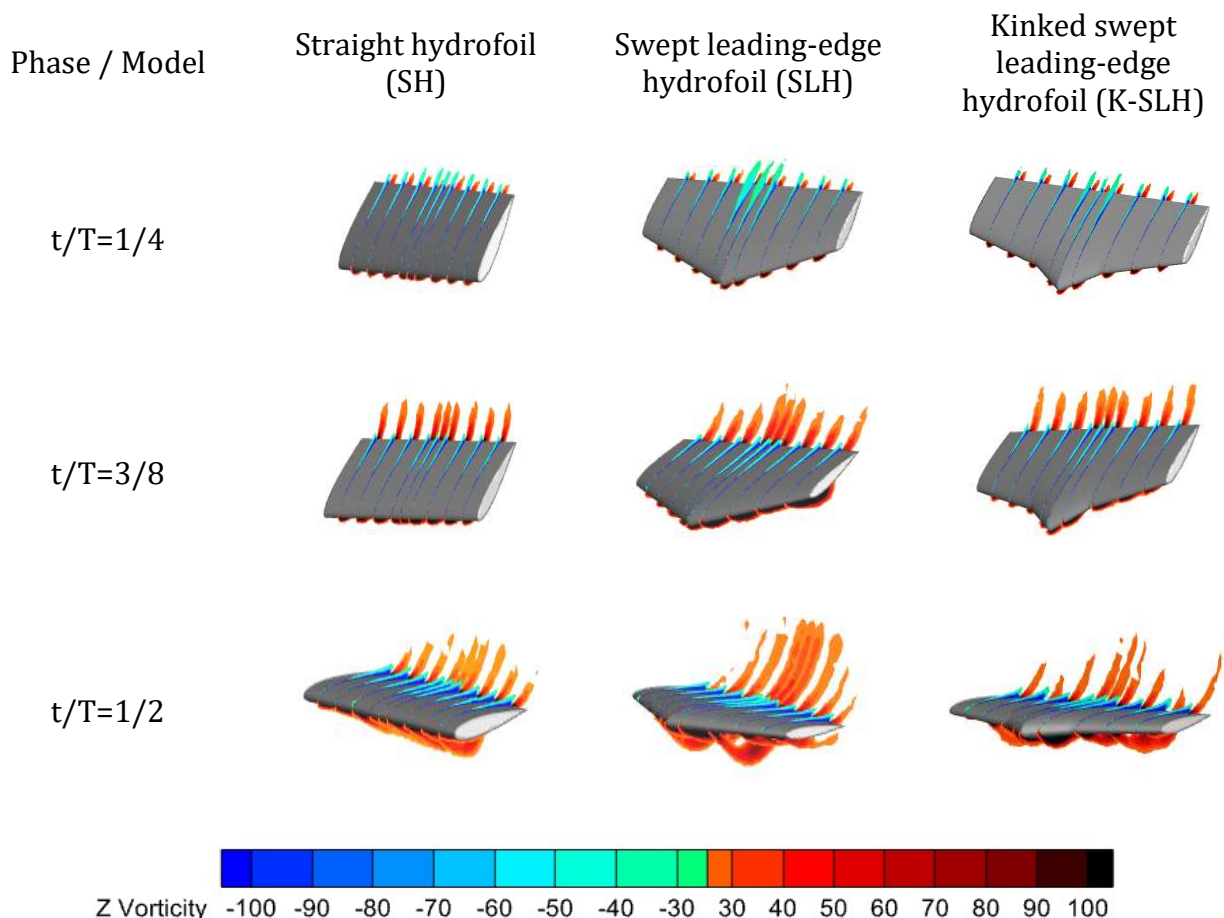 Phase / Model
Straight hydrofoil
(SH)
Swept leading-edge
hydrofoil (SLH)
Kinked swept
leading-edge
hydrofoil (K-SLH)
t/T=1/4
t/T=3/8
t/T=1/2
Z Vorticity -100 -90 -80 -70 -60 -50 -40 -30 30 40 50 60 70 80 90 100